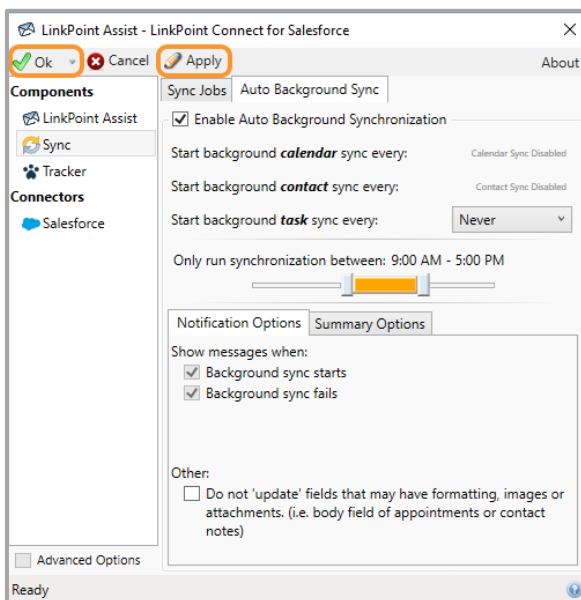 LinkPoint Assist - LinkPoint Connect for Salesforce
Ok Cancel Apply About
Components
LinkPoint Assist
Sync
Tracker
Connectors
Salesforce
Advanced Options
Sync Jobs Auto Background Sync
Enable Auto Background Synchronization
Start background calendar sync every: Calendar Sync Disabled
Start background contact sync every: Contact Sync Disabled
Start background task sync every: Never
Only run synchronization between: 9:00 AM - 5:00 PM
Notification Options Summary Options
Show messages when:
Background sync starts
Background sync fails
Other:
Do not 'update' fields that may have formatting, images or
attachments. (i.e. body field of appointments or contact
notes)
Ready